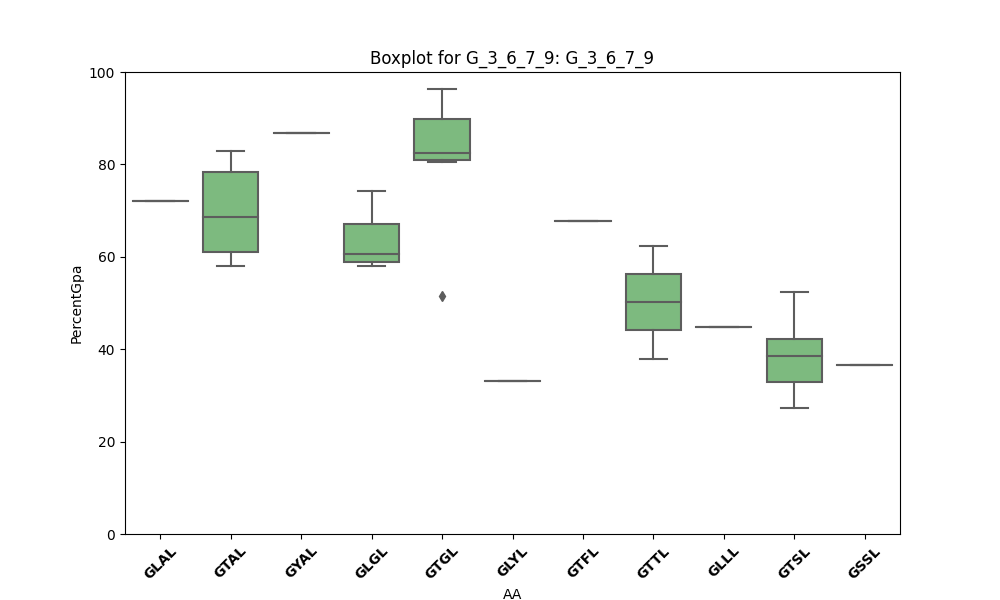 Boxplot for G_3_6_7_9: G_3_6_7_9
100
80
60
40
20
0
PercentGpa
GLAL
GTAL
GYAL
GLGL
GTGL
GLYL
GTFL
GTTL
GLLL
GTSL
GSSL
AA